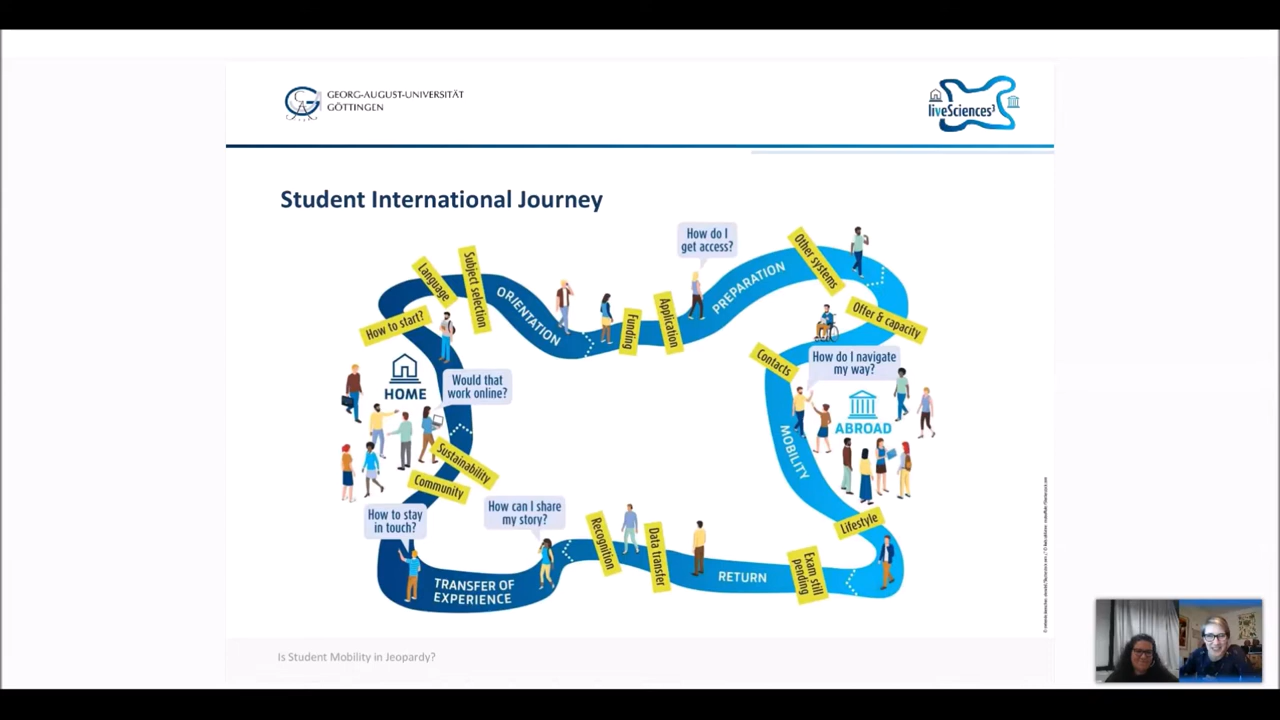 GEORG-AUGUST-UNIVERSITÄT
GÖTTINGEN
liveSciences³
Student International Journey
How do I
get access?
Other systems
Language
Subject selection
ORIENTATION
PREPARATION
How to start?
Funding
Application
Offer & capacity
Contacts
How do I navigate
my way?
HOME
Would that
work online?
ABROAD
MOBILITY
Sustainability
Community
How to stay
in touch?
How can I share
my story?
Recognition
Data transfer
Lifestyle
Exam still
pending
RETURN
TRANSFER OF
EXPERIENCE
Is Student Mobility in Jeopardy?